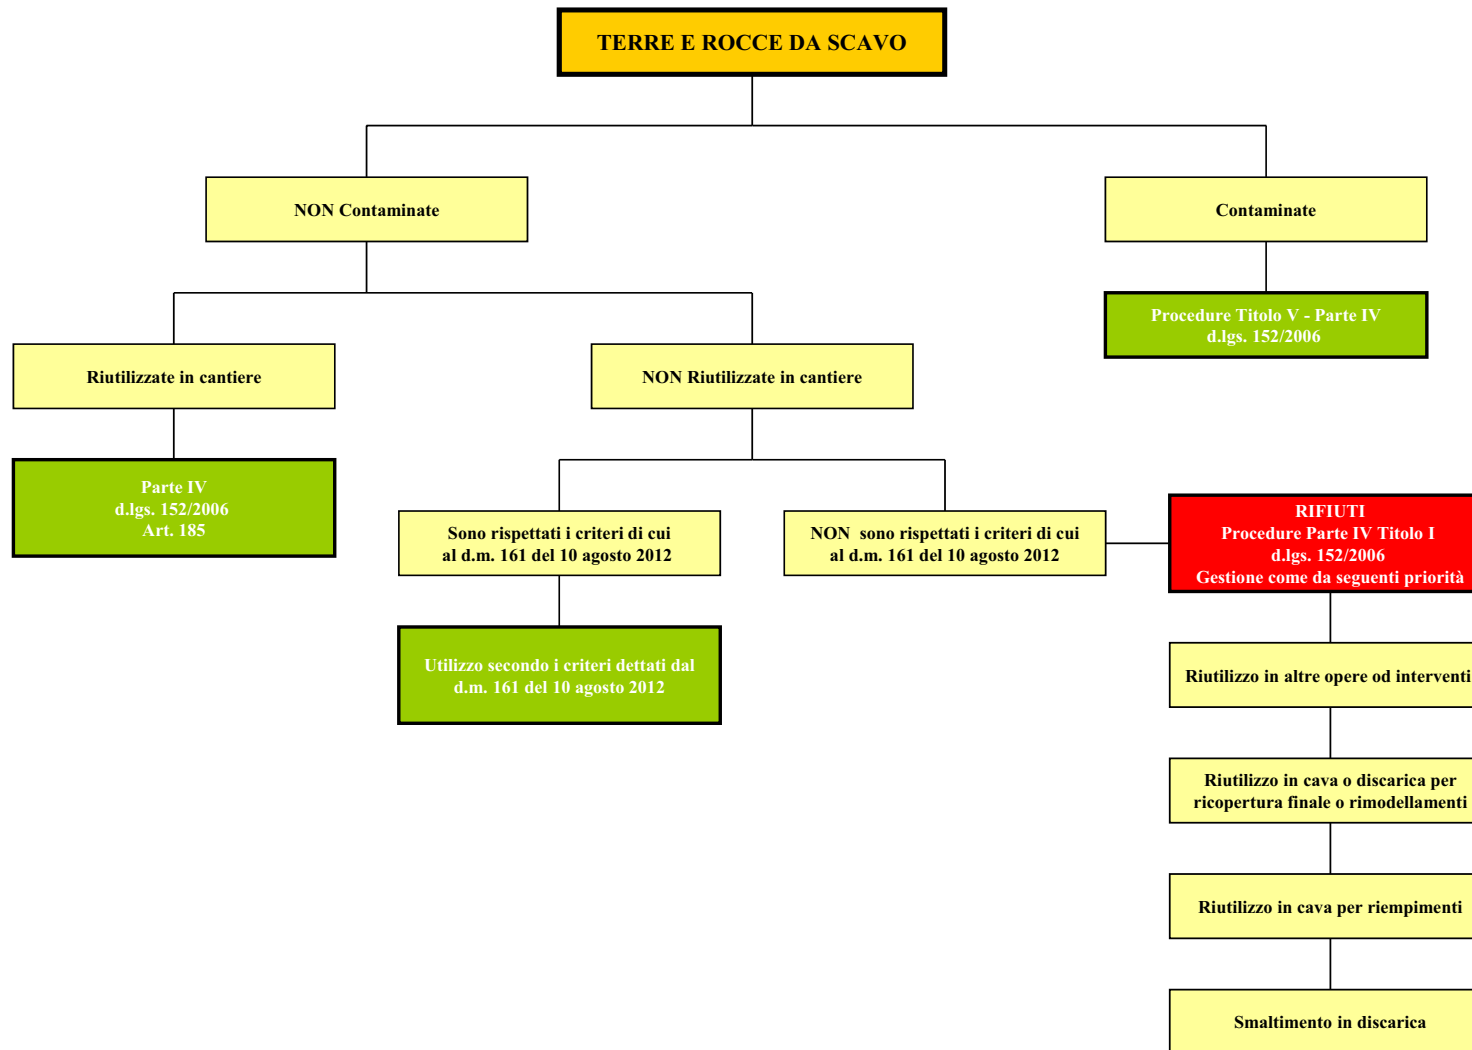 TERRE E ROCCE DA SCAVO
NON Contaminate
Contaminate
Procedure Titolo V - Parte IV
d.lgs. 152/2006
Riutilizzate in cantiere
NON Riutilizzate in cantiere
Parte IV
d.lgs. 152/2006
Art. 185
Sono rispettati i criteri di cui
al d.m. 161 del 10 agosto 2012
NON sono rispettati i criteri di cui
al d.m. 161 del 10 agosto 2012
RIFIUTI
Procedure Parte IV Titolo I
d.lgs. 152/2006
Gestione come da seguenti priorità
Utilizzo secondo i criteri dettati dal
d.m. 161 del 10 agosto 2012
Riutilizzo in altre opere od interventi
Riutilizzo in cava o discarica per
ricopertura finale o rimodellamenti
Riutilizzo in cava per riempimenti
Smaltimento in discarica